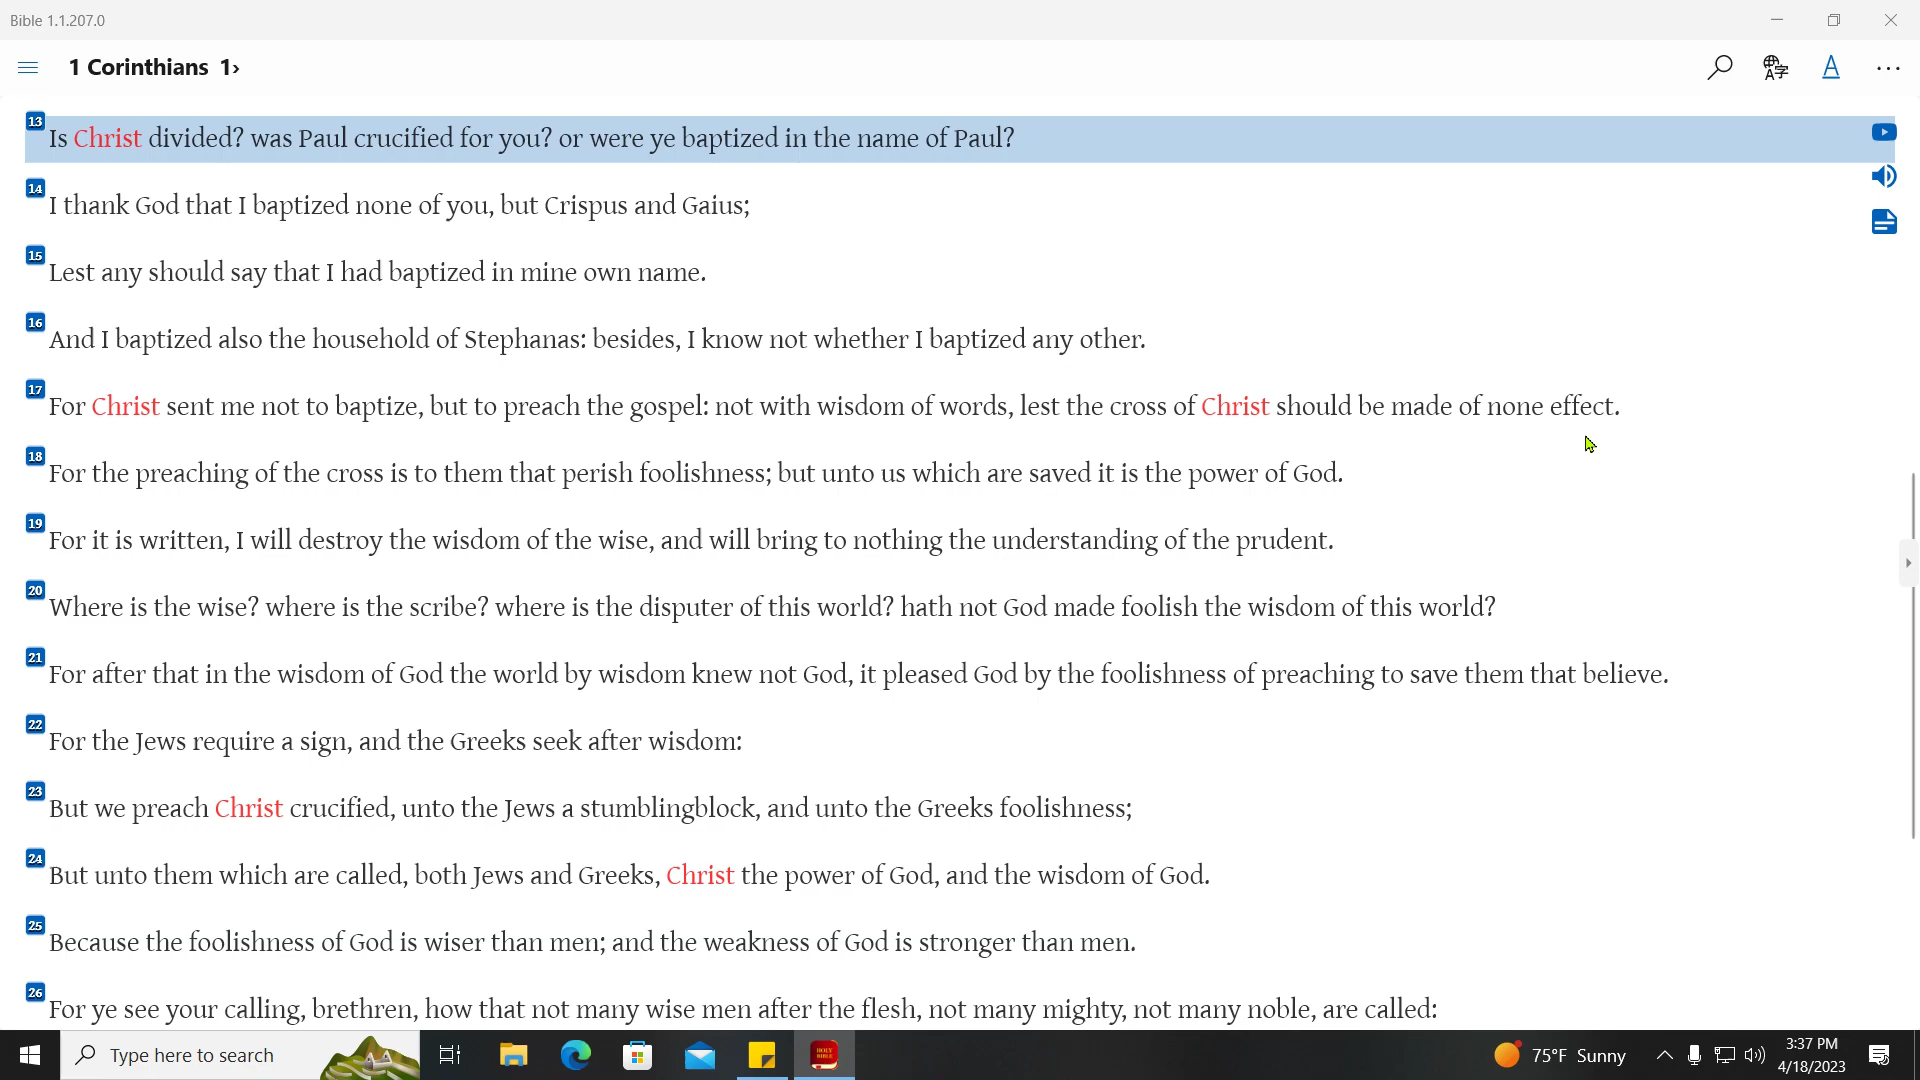 Bible 1.1.207.0
1 Corinthians 1›
13 Is Christ divided? was Paul crucified for you? or were ye baptized in the name of Paul?
14 I thank God that I baptized none of you, but Crispus and Gaius;
15 Lest any should say that I had baptized in mine own name.
16 And I baptized also the household of Stephanas: besides, I know not whether I baptized any other.
17 For Christ sent me not to baptize, but to preach the gospel: not with wisdom of words, lest the cross of Christ should be made of none effect.
18 For the preaching of the cross is to them that perish foolishness; but unto us which are saved it is the power of God.
19 For it is written, I will destroy the wisdom of the wise, and will bring to nothing the understanding of the prudent.
20 Where is the wise? where is the scribe? where is the disputer of this world? hath not God made foolish the wisdom of this world?
21 For after that in the wisdom of God the world by wisdom knew not God, it pleased God by the foolishness of preaching to save them that believe.
22 For the Jews require a sign, and the Greeks seek after wisdom:
23 But we preach Christ crucified, unto the Jews a stumblingblock, and unto the Greeks foolishness;
24 But unto them which are called, both Jews and Greeks, Christ the power of God, and the wisdom of God.
25 Because the foolishness of God is wiser than men; and the weakness of God is stronger than men.
26 For ye see your calling, brethren, how that not many wise men after the flesh, not many mighty, not many noble, are called:
Type here to search
HOLY BIBLE
75°F Sunny
3:37 PM
4/18/2023